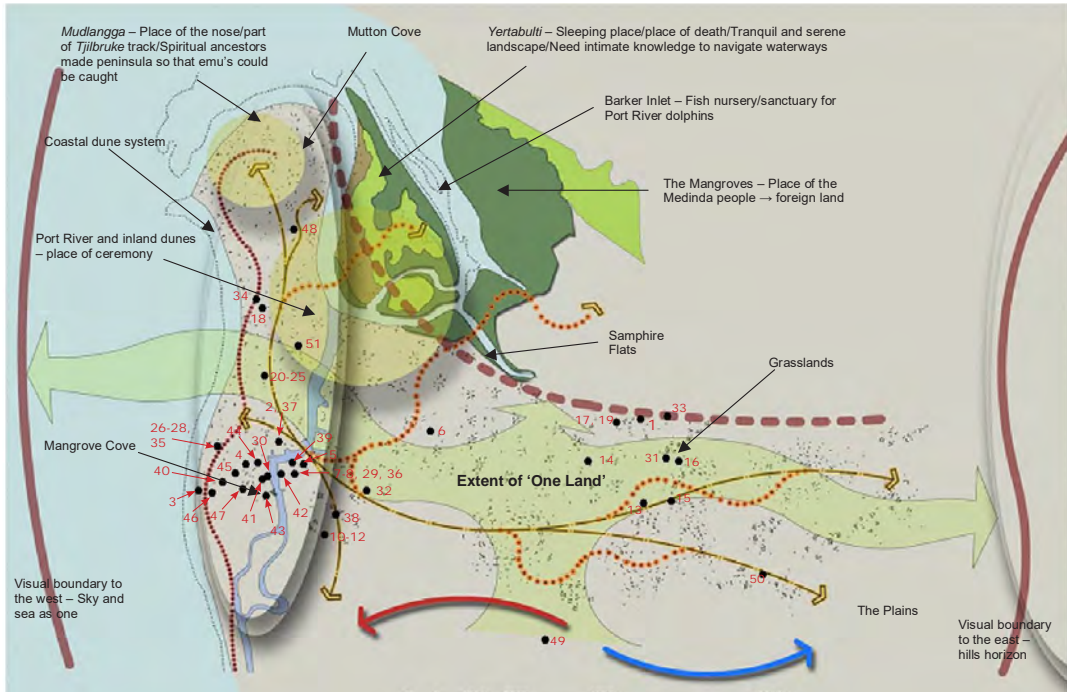 Mudlangga – Place of the nose/part
of Tjilbruke track/Spiritual ancestors
made peninsula so that emu's could
be caught
Mutton Cove
Yertabulti – Sleeping place/place of death/Tranquil and serene
landscape/Need intimate knowledge to navigate waterways
Barker Inlet – Fish nursery/sanctuary for
Port River dolphins
Coastal dune system
The Mangroves – Place of the
Medinda people → foreign land
Port River and inland dunes
– place of ceremony
48
34
18
51
Samphire
Flats
Grasslands
20-25
2, 37
33
17, 19
1
26-28,
35
44
30
39
6
Mangrove Cove
4
5
31
16
14
40
45
29, 36
Extent of 'One Land'
32
3
46
47
41
43
42
38
13
15
10-12
50
Visual boundary to
the west – Sky and
sea as one
The Plains
49
Visual boundary
to the east –
hills horizon